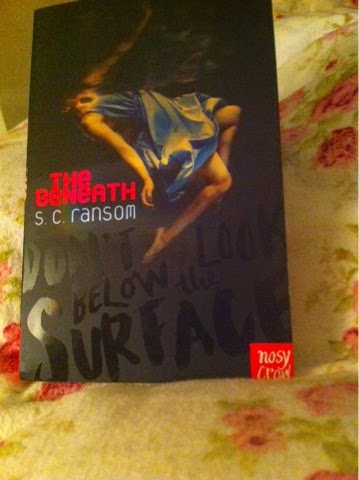 THe
BENEATH
s. c. ransom
DON'T LOOK
BELOW the
SURFACE
nosy
crow